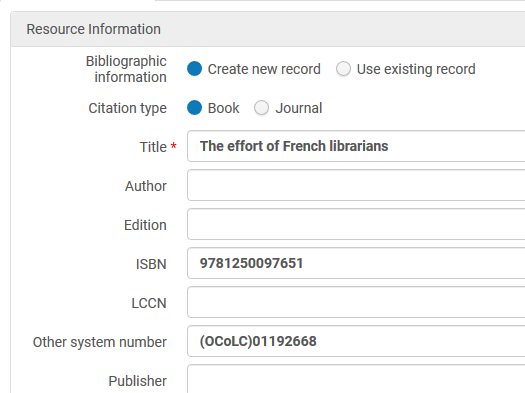 Resource Information
Bibliographic
information
Create new record
Use existing record
Citation type
Book
Journal
Title *
The effort of French librarians
Author
Edition
ISBN
9781250097651
LCCN
Other system number
(OCoLC)01192668
Publisher